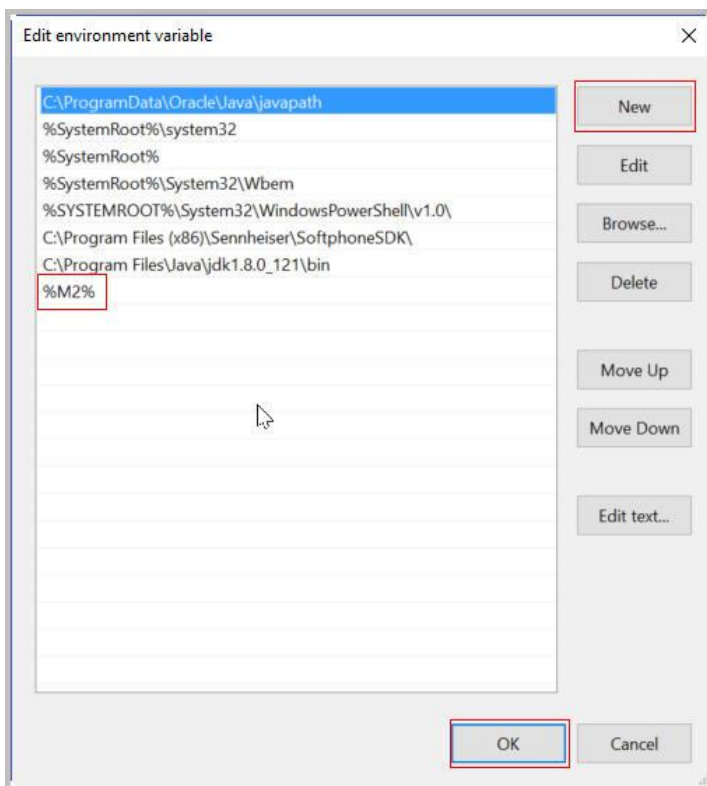 Edit environment variable
C:\ProgramData\Oracle\Java\javapath
%SystemRoot%\system32
%SystemRoot%
%SystemRoot%\System32\Wbem
%SYSTEMROOT%\System32\WindowsPowerShell\v1.0\
C:\Program Files (x86)\Sennheiser\SoftphoneSDK\
C:\Program Files\Java\jdk1.8.0_121\bin
%M2%
New
Edit
Browse...
Delete
Move Up
Move Down
Edit text...
OK
Cancel